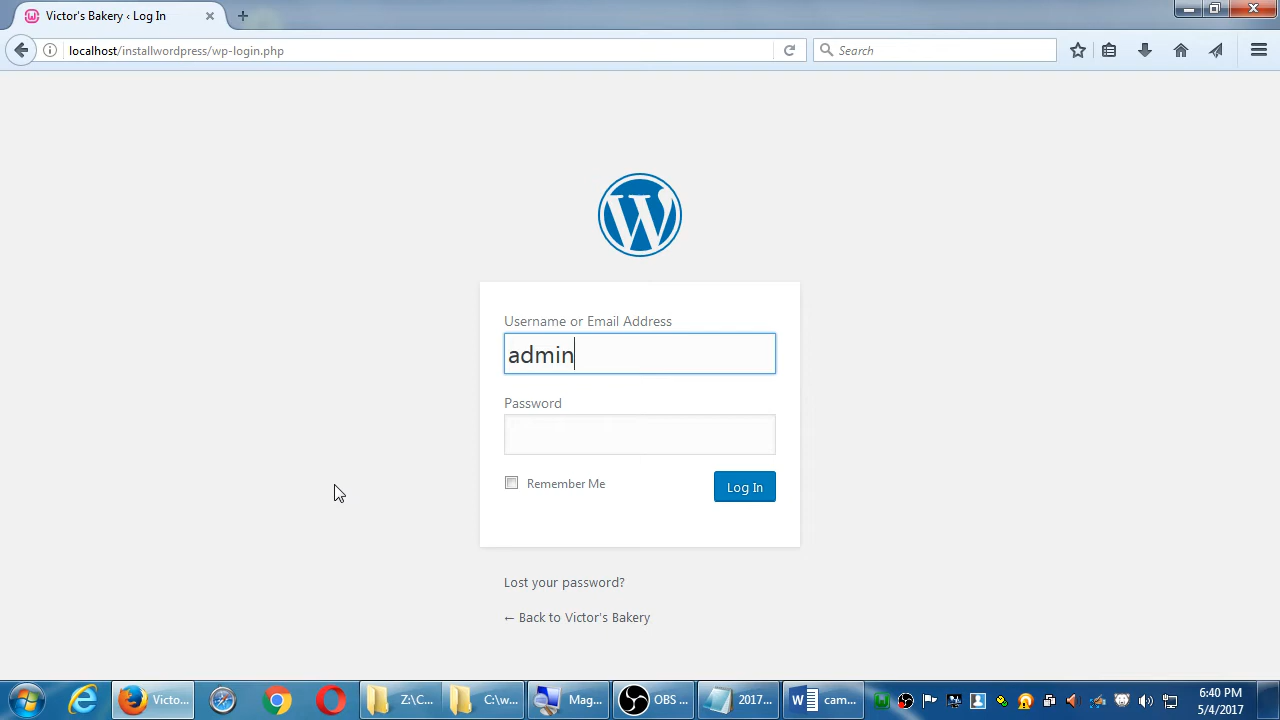 Victor's Bakery ‹ Log In
localhost/installwordpress/wp-login.php
Search
Username or Email Address
admin
Password
Remember Me
Log In
Lost your password?
← Back to Victor's Bakery
Victo...
Z:\C...
C:\w...
Mag...
OBS ...
2017...
cam...
6:40 PM
5/4/2017